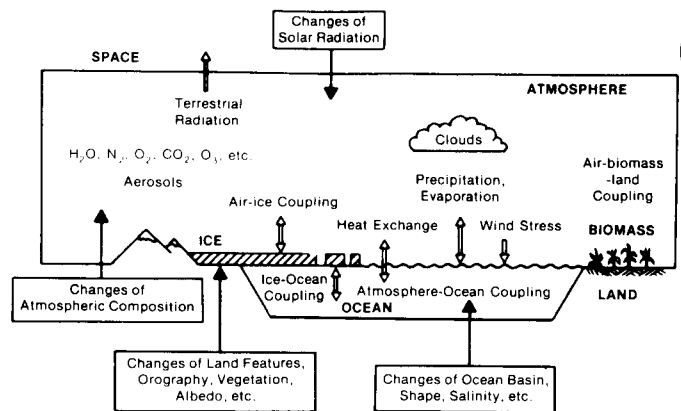 Changes of
Solar Radiation
SPACE
ATMOSPHERE
Terrestrial
Radiation
Clouds
H₂O, N₂, O₂, CO₂, O₃, etc.
Aerosols
Precipitation,
Evaporation
Air-biomass
-land
Coupling
Air-ice Coupling
Heat Exchange
Wind Stress
BIOMASS
ICE
Changes of
Atmospheric Composition
Ice-Ocean
Coupling
Atmosphere-Ocean Coupling
OCEAN
LAND
Changes of Land Features,
Orography, Vegetation,
Albedo, etc.
Changes of Ocean Basin,
Shape, Salinity, etc.